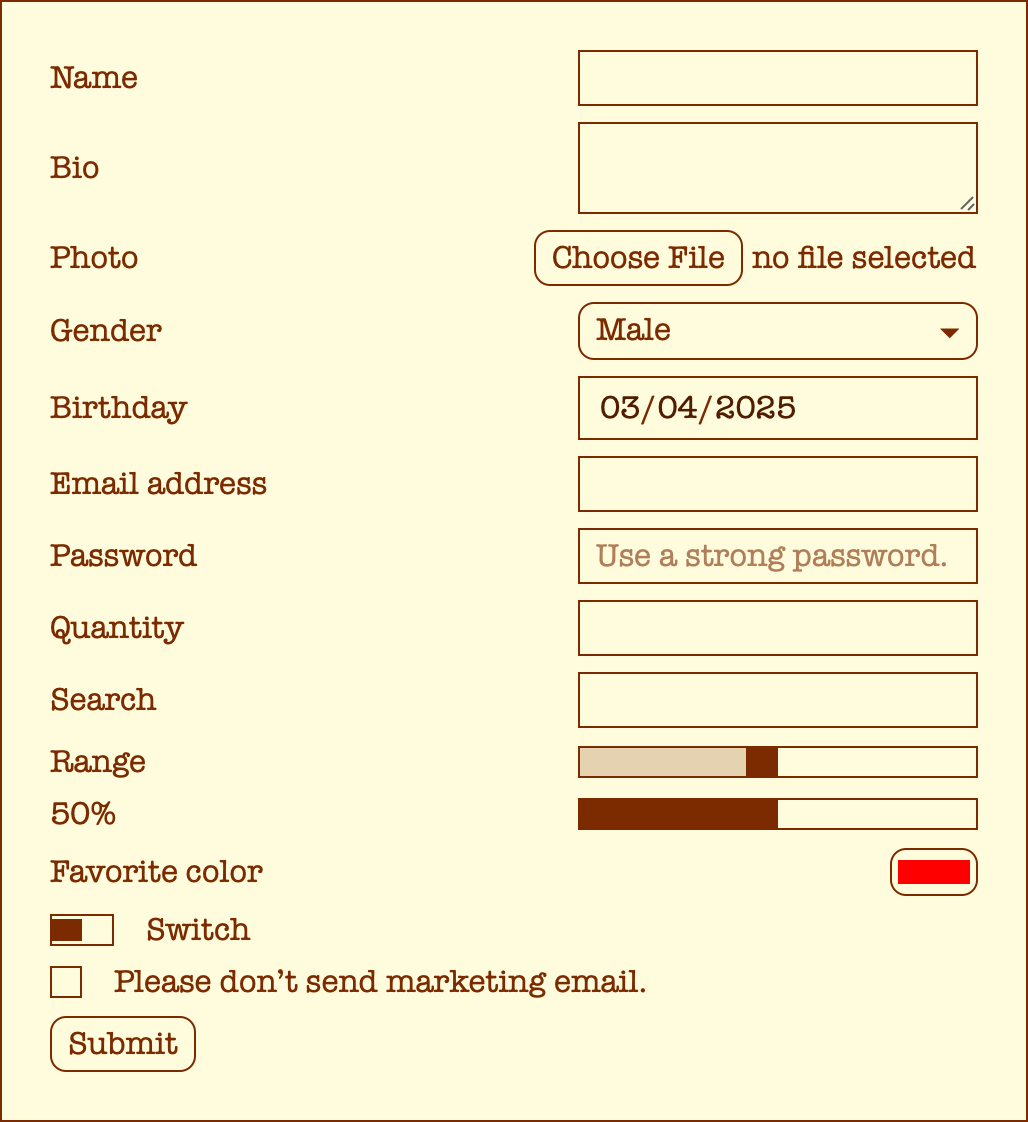 Name
Bio
Photo Choose File no file selected
Gender Male
Birthday 03/04/2025
Email address
Password Use a strong password.
Quantity
Search
Range
50%
Favorite color
Switch
Please don’t send marketing email.
Submit